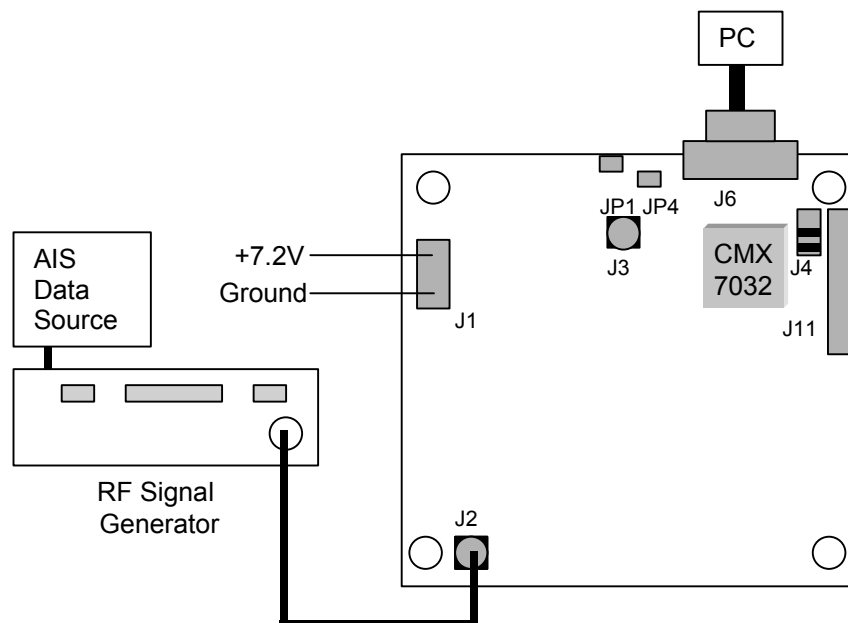 PC
J6
JP1 JP4
J3
CMX
7032
J4
J11
+7.2V
Ground
J1
AIS
Data
Source
RF Signal
Generator
J2